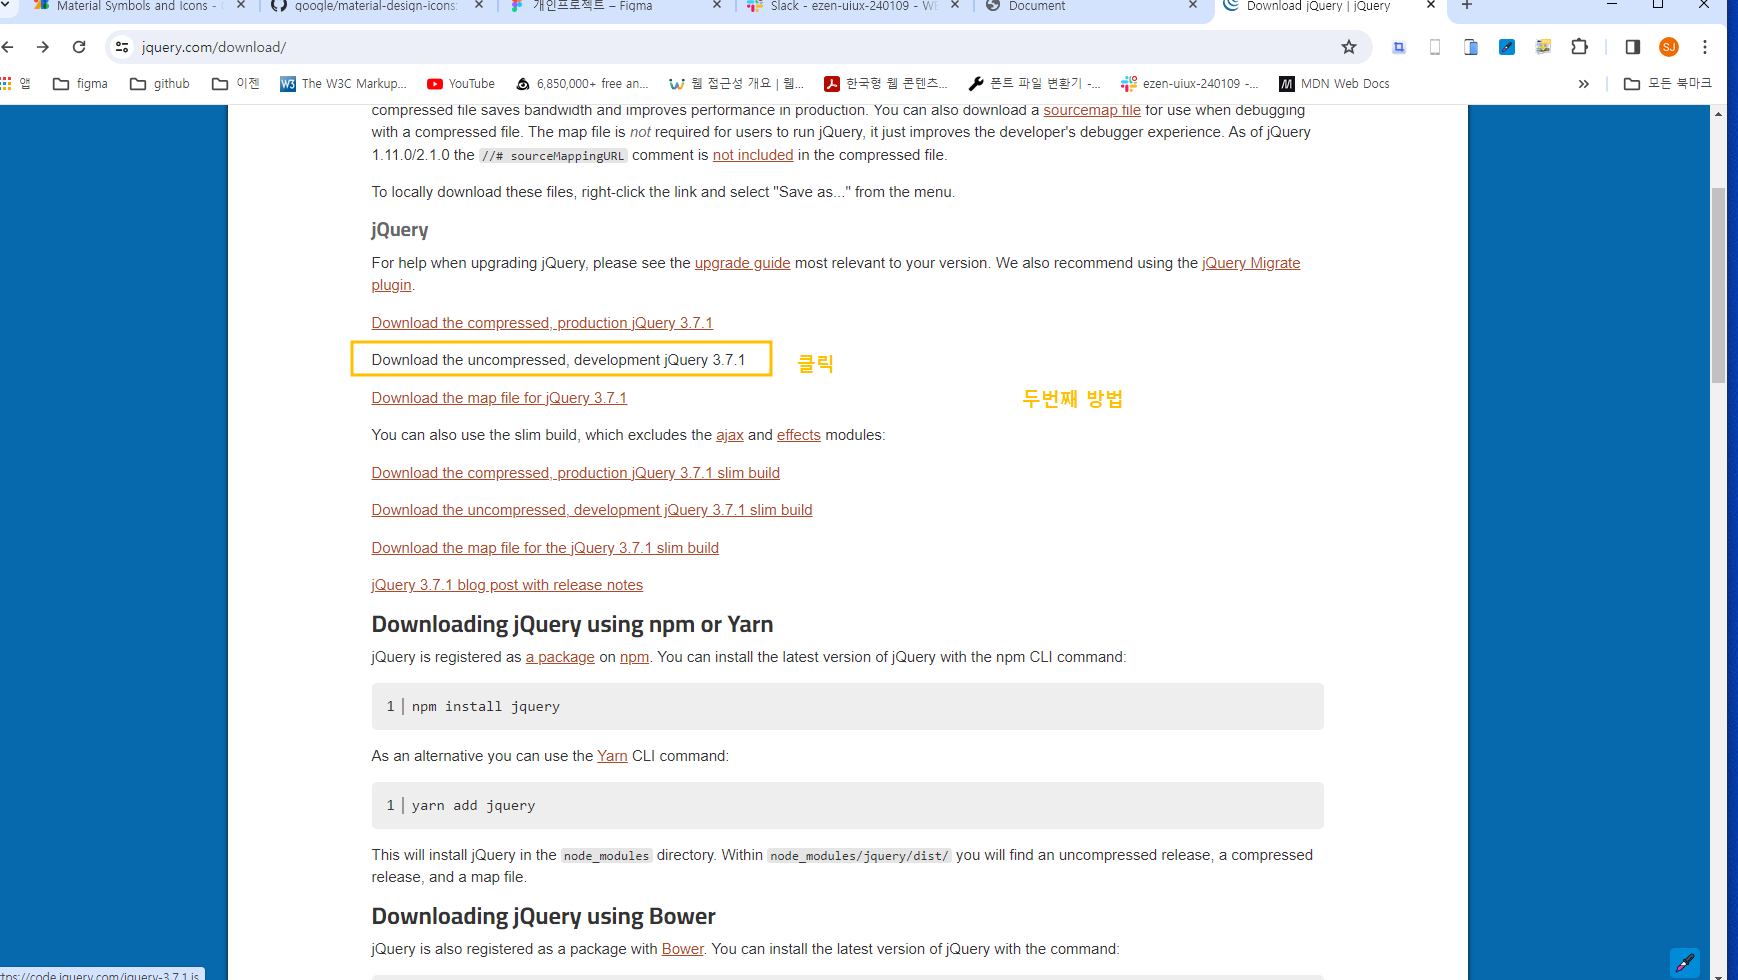 Material Symbols and Icons -
google/material-design-icons:
개인프로젝트 – Figma
Slack - ezen-uiux-240109 - WE
Document
Download jQuery | jQuery
jquery.com/download/
SJ
앱
figma
github
이젠
The W3C Markup...
YouTube
6,850,000+ free an...
웹 접근성 개요 | 웹...
한국형 웹 콘텐츠...
폰트 파일 변환기 -...
ezen-uiux-240109 -...
MDN Web Docs
»
모든 북마크
compressed file saves bandwidth and improves performance in production. You can also download a sourcemap file for use when debugging
with a compressed file. The map file is not required for users to run jQuery, it just improves the developer's debugger experience. As of jQuery
1.11.0/2.1.0 the //# sourceMappingURL comment is not included in the compressed file.
To locally download these files, right-click the link and select "Save as..." from the menu.
jQuery
For help when upgrading jQuery, please see the upgrade guide most relevant to your version. We also recommend using the jQuery Migrate
plugin.
Download the compressed, production jQuery 3.7.1
Download the uncompressed, development jQuery 3.7.1
클릭
Download the map file for jQuery 3.7.1
두번째 방법
You can also use the slim build, which excludes the ajax and effects modules:
Download the compressed, production jQuery 3.7.1 slim build
Download the uncompressed, development jQuery 3.7.1 slim build
Download the map file for the jQuery 3.7.1 slim build
jQuery 3.7.1 blog post with release notes
Downloading jQuery using npm or Yarn
jQuery is registered as a package on npm. You can install the latest version of jQuery with the npm CLI command:
1 npm install jquery
As an alternative you can use the Yarn CLI command:
1 yarn add jquery
This will install jQuery in the node_modules directory. Within node_modules/jquery/dist/ you will find an uncompressed release, a compressed
release, and a map file.
Downloading jQuery using Bower
jQuery is also registered as a package with Bower. You can install the latest version of jQuery with the command:
ttps://code.jquery.com/jquery-3.7.1.js